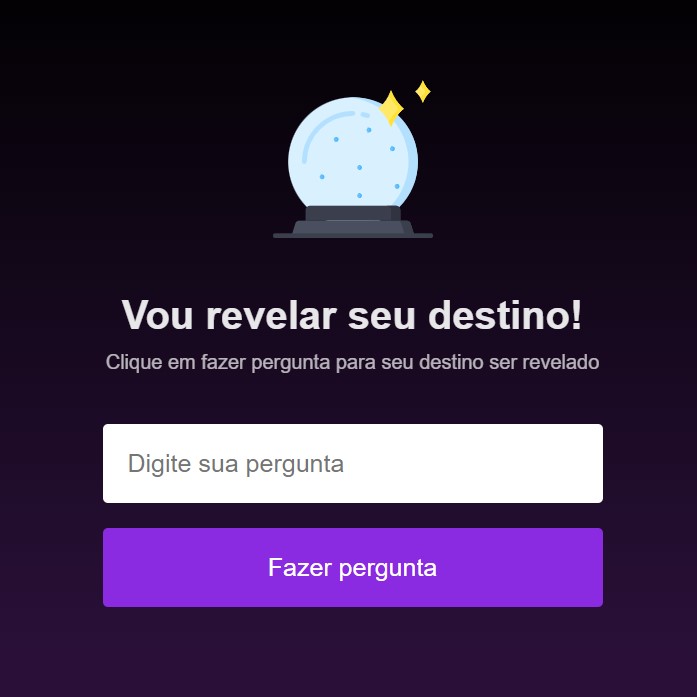 Vou revelar seu destino!
Clique em fazer pergunta para seu destino ser revelado
Digite sua pergunta
Fazer pergunta